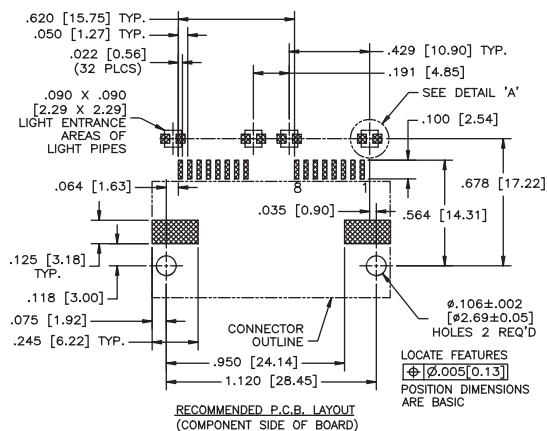 .620 [15.75] TYP.
.050 [1.27] TYP.
.022 [0.56]
(32 PLCS)
.429 [10.90] TYP.
.191 [4.85]
.090 X .090
[2.29 X 2.29]
LIGHT ENTRANCE
AREAS OF
LIGHT PIPES
SEE DETAIL 'A'
.100 [2.54]
.064 [1.63]
8
1
.678 [17.22]
.035 [0.90]
.564 [14.31]
.125 [3.18]
TYP.
.118 [3.00]
.075 [1.92]
.245 [6.22] TYP.
CONNECTOR
OUTLINE
ø.106±.002
[ø2.69±0.05]
HOLES 2 REQ'D
.950 [24.14]
1.120 [28.45]
LOCATE FEATURES
⌖ Ø.005[0.13]
POSITION DIMENSIONS
ARE BASIC
RECOMMENDED P.C.B. LAYOUT
(COMPONENT SIDE OF BOARD)